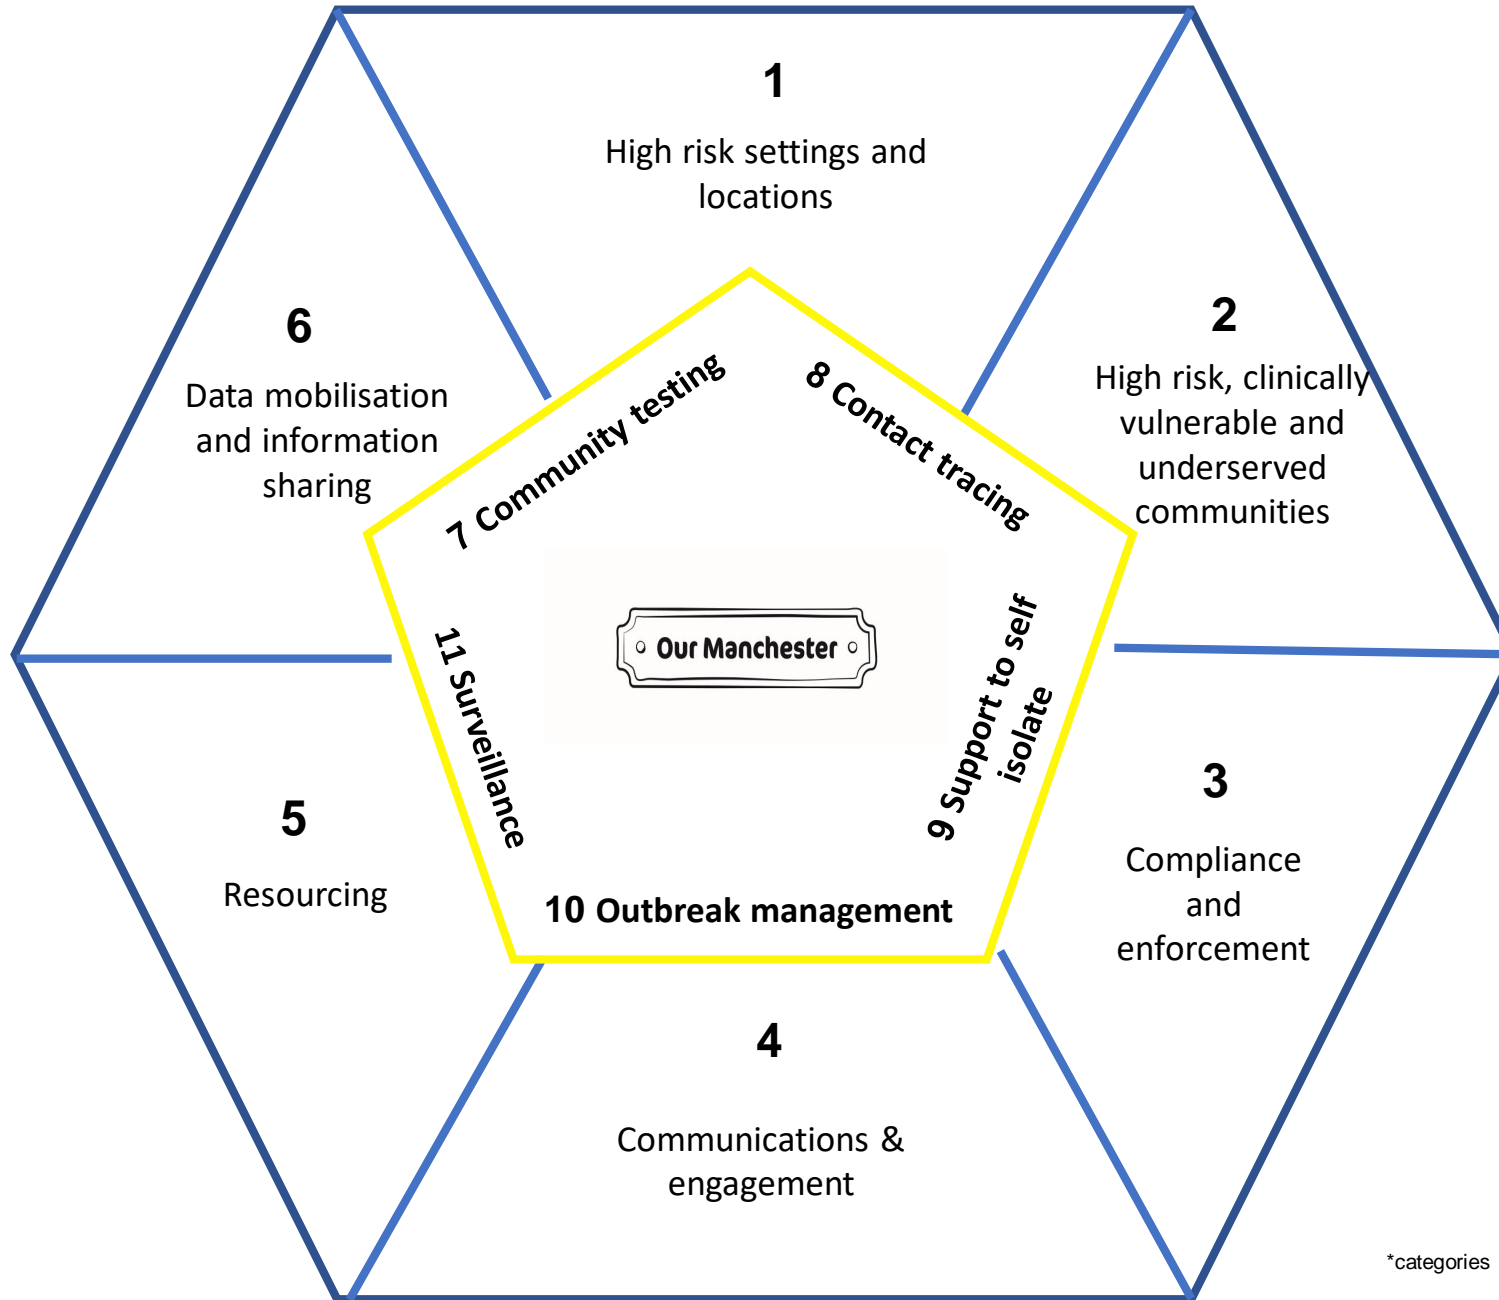 1
High risk settings and
locations
2
High risk, clinically
vulnerable and
underserved
communities
3
Compliance
and
enforcement
4
Communications &
engagement
5
Resourcing
6
Data mobilisation
and information
sharing
7 Community testing
8 Contact tracing
9 Support to self
isolate
10 Outbreak management
11 Surveillance
Our Manchester
*categories